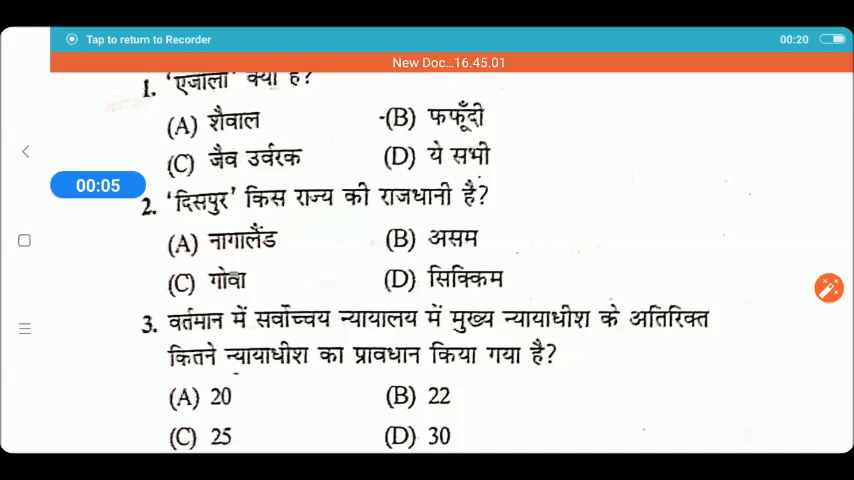 Tap to return to Recorder
00:20
New Doc...16.45.01
1. 'एजोला' क्या है?
(A) शैवाल (B) फफूँदी
(C) जैव उर्वरक (D) ये सभी
00:05
2. 'दिसपुर' किस राज्य की राजधानी है?
(A) नागालैंड (B) असम
(C) गोवा (D) सिक्किम
3. वर्तमान में सर्वोच्चय न्यायालय में मुख्य न्यायाधीश के अतिरिक्त
कितने न्यायाधीश का प्रावधान किया गया है?
(A) 20 (B) 22
(C) 25 (D) 30